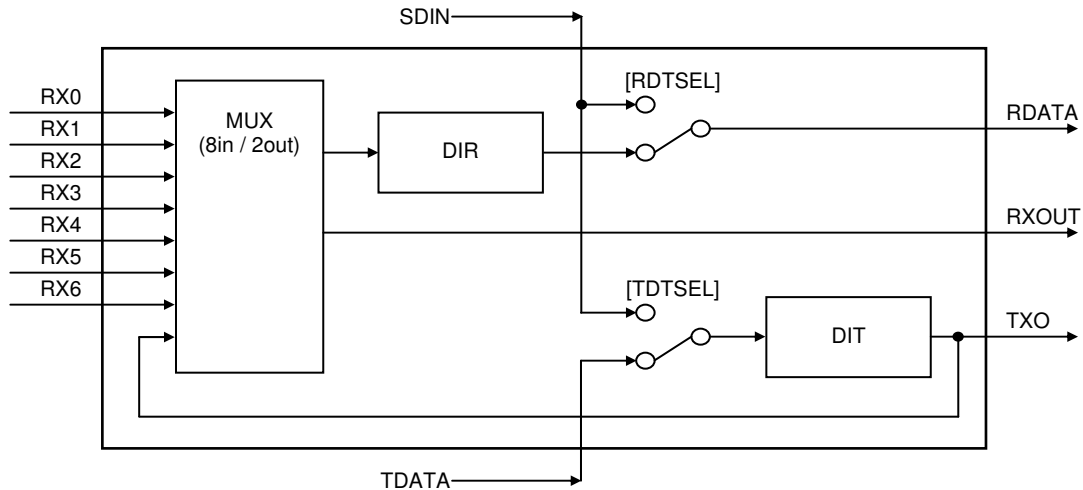 SDIN
[RDTSEL]
RX0
RX1
RX2
RX3
RX4
RX5
RX6
MUX
(8in / 2out)
DIR
RDATA
RXOUT
[TDTSEL]
DIT
TXO
TDATA